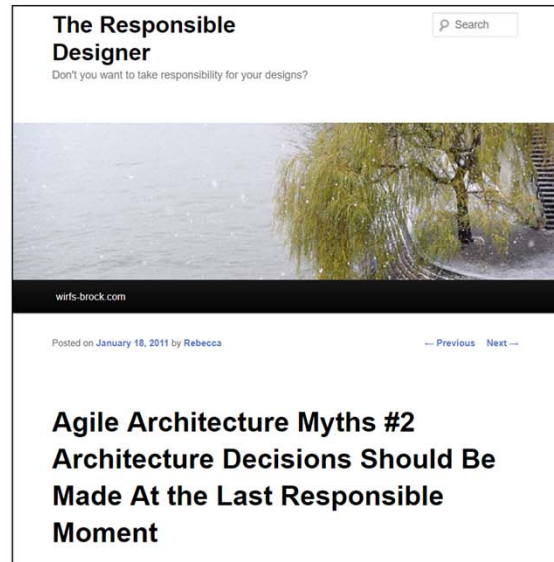 The Responsible
Designer
Search
Don't you want to take responsibility for your designs?
wirfs-brock.com
Posted on January 18, 2011 by Rebecca
← Previous Next →
Agile Architecture Myths #2
Architecture Decisions Should Be
Made At the Last Responsible
Moment